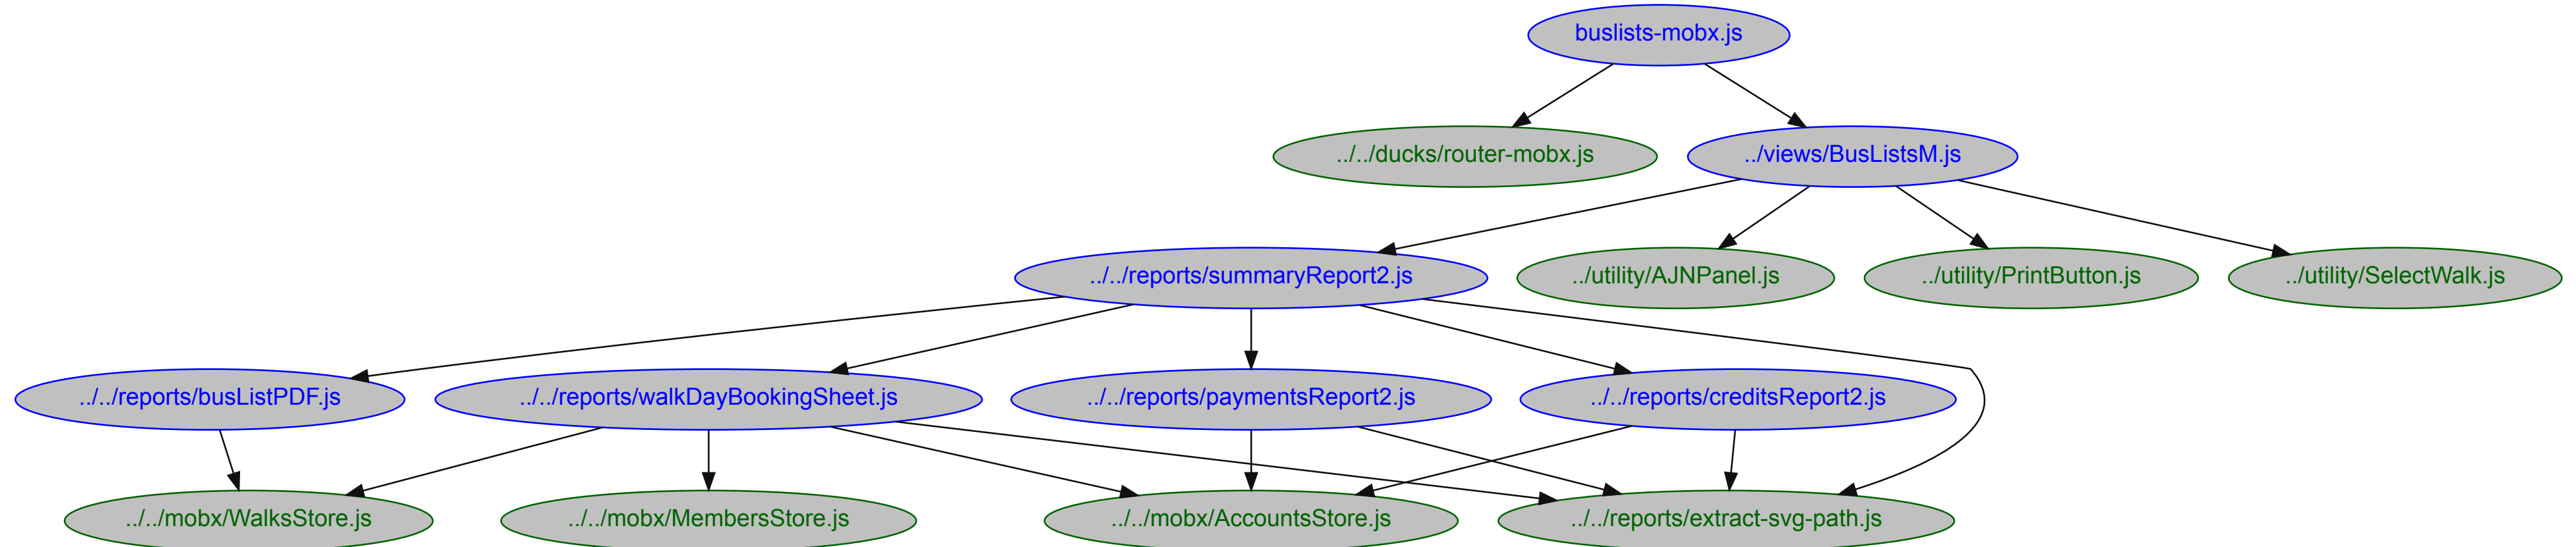 buslists-mobx.js
../../ducks/router-mobx.js
../views/BusListsM.js
../../reports/summaryReport2.js
../utility/AJNPanel.js
../utility/PrintButton.js
../utility/SelectWalk.js
../../reports/busListPDF.js
../../reports/walkDayBookingSheet.js
../../reports/paymentsReport2.js
../../reports/creditsReport2.js
../../mobx/WalksStore.js
../../mobx/MembersStore.js
../../mobx/AccountsStore.js
../../reports/extract-svg-path.js